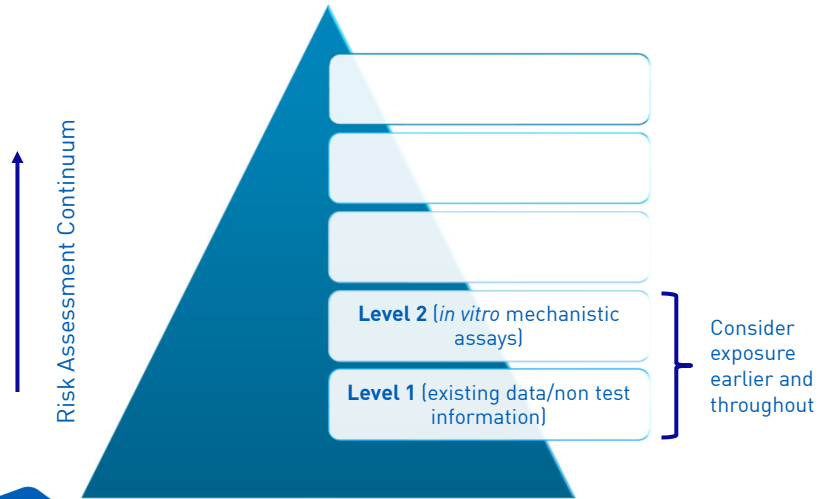 Risk Assessment Continuum
Level 2 (in vitro mechanistic
assays)
Level 1 (existing data/non test
information)
Consider
exposure
earlier and
throughout